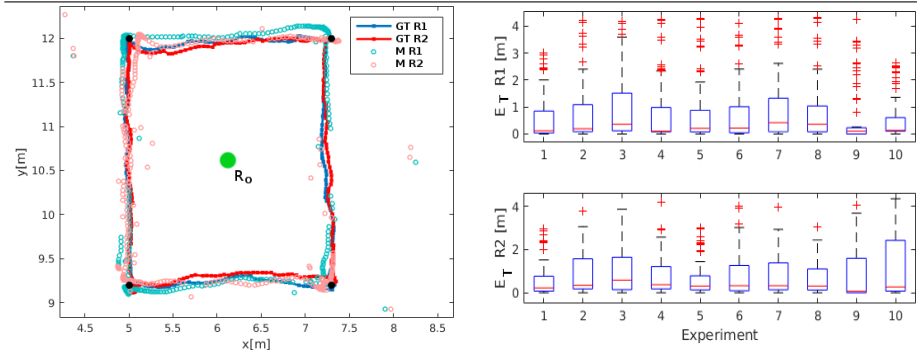 12
11.5
11
10.5
10
9.5
9
4.5 5 5.5 6 6.5 7 7.5 8 8.5
y[m]
x[m]
GT R1
GT R2
M R1
M R2
Ro
E_T R1 [m]
4
2
0
1 2 3 4 5 6 7 8 9 10
E_T R2 [m]
4
2
0
1 2 3 4 5 6 7 8 9 10
Experiment